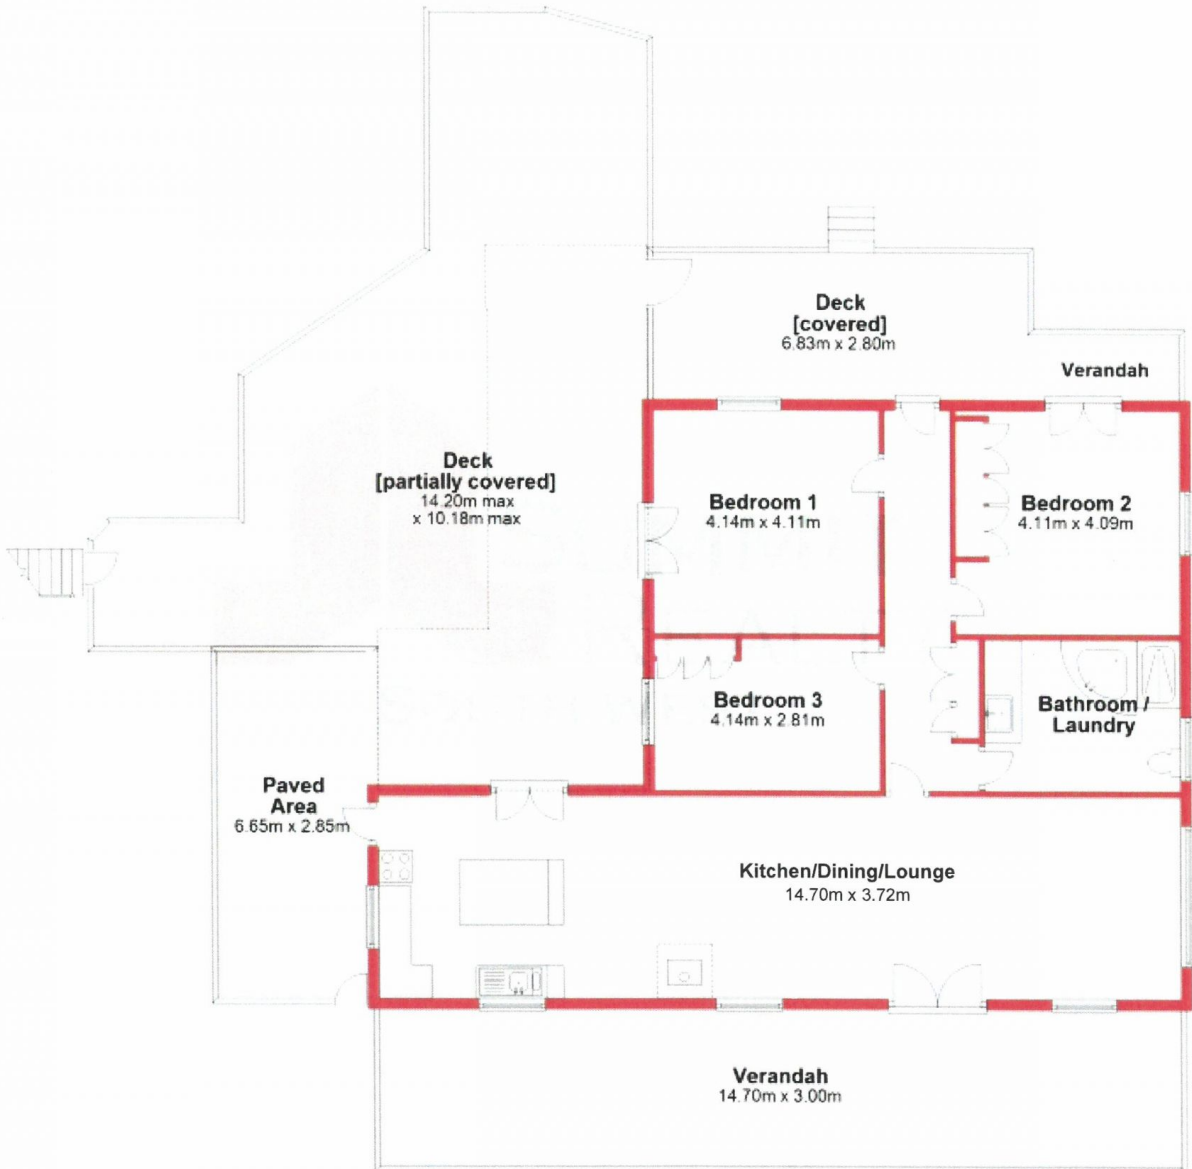 Deck
[covered]
6.83m x 2.80m
Verandah
Deck
[partially covered]
14.20m max
x 10.18m max
Bedroom 1
4.14m x 4.11m
Bedroom 2
4.11m x 4.09m
Bedroom 3
4.14m x 2.81m
Bathroom /
Laundry
Paved
Area
6.65m x 2.85m
Kitchen/Dining/Lounge
14.70m x 3.72m
Verandah
14.70m x 3.00m